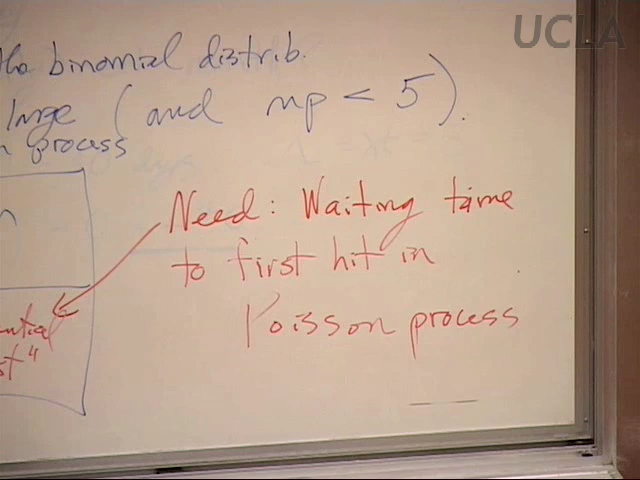 UCLA
the binomial distrib.
large (and np < 5).
n process
n
Need: Waiting time
to first hit in
Poisson process